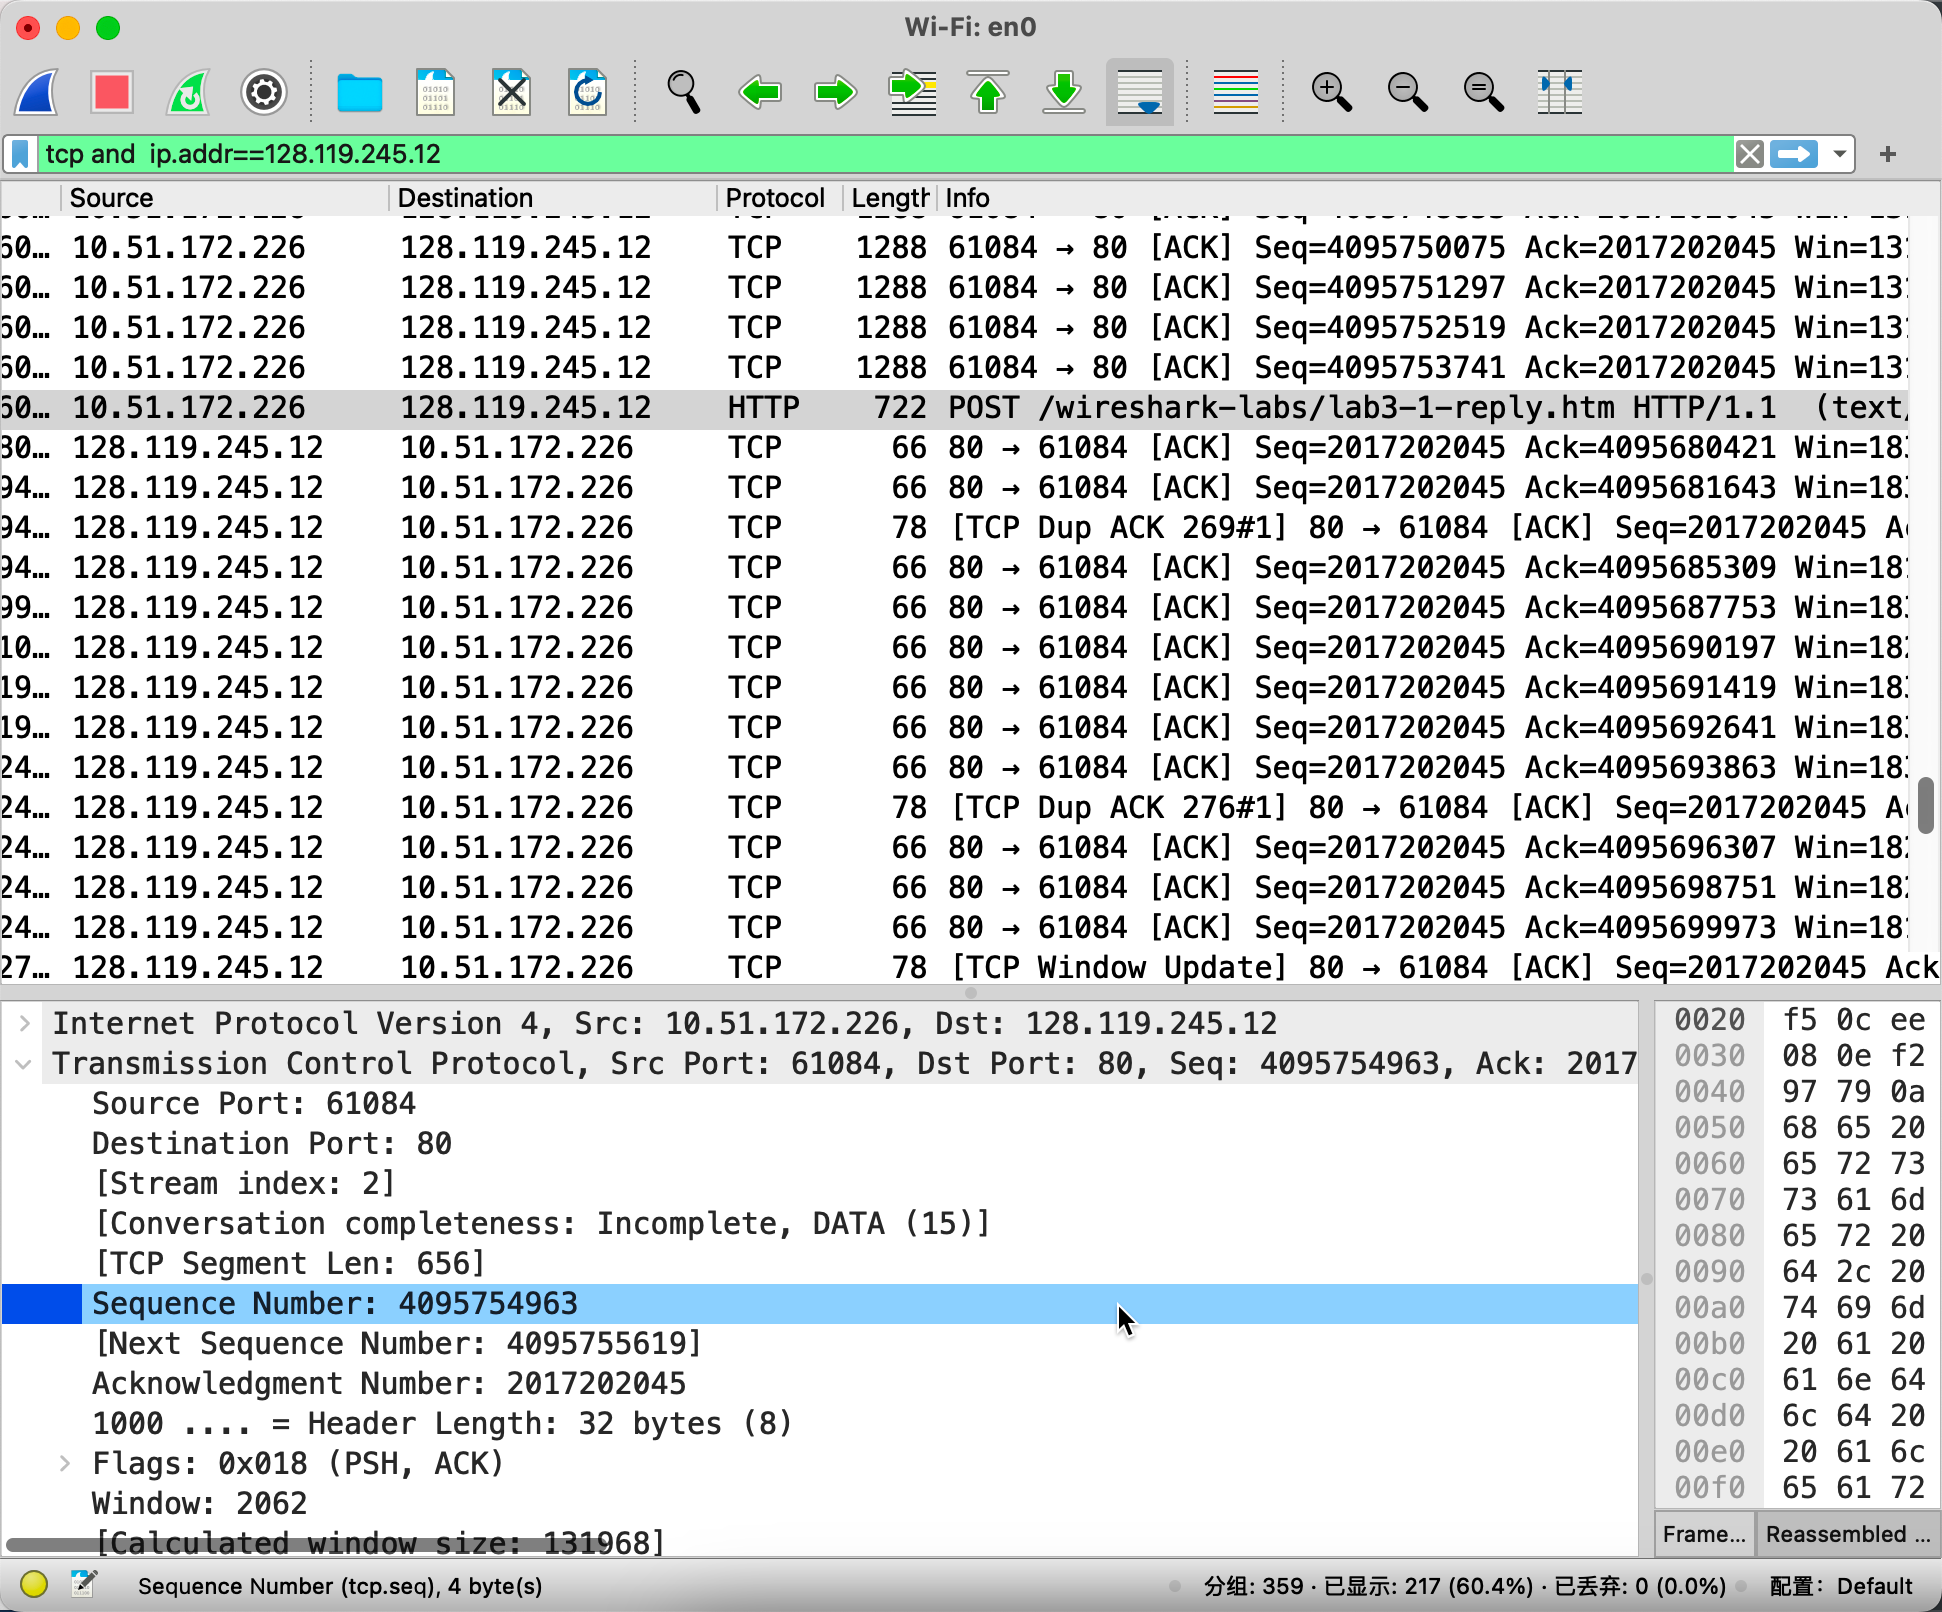 Wi-Fi: en0
tcp and  ip.addr==128.119.245.12
Source Destination Protocol Length Info
60… 10.51.172.226 128.119.245.12 TCP 1288 61084 → 80 [ACK] Seq=4095750075 Ack=2017202045 Win=13
60… 10.51.172.226 128.119.245.12 TCP 1288 61084 → 80 [ACK] Seq=4095751297 Ack=2017202045 Win=13
60… 10.51.172.226 128.119.245.12 TCP 1288 61084 → 80 [ACK] Seq=4095752519 Ack=2017202045 Win=13
60… 10.51.172.226 128.119.245.12 TCP 1288 61084 → 80 [ACK] Seq=4095753741 Ack=2017202045 Win=13
60… 10.51.172.226 128.119.245.12 HTTP 722 POST /wireshark-labs/lab3-1-reply.htm HTTP/1.1  (text/
80… 128.119.245.12 10.51.172.226 TCP 66 80 → 61084 [ACK] Seq=2017202045 Ack=4095680421 Win=18
94… 128.119.245.12 10.51.172.226 TCP 66 80 → 61084 [ACK] Seq=2017202045 Ack=4095681643 Win=18
94… 128.119.245.12 10.51.172.226 TCP 78 [TCP Dup ACK 269#1] 80 → 61084 [ACK] Seq=2017202045 A
94… 128.119.245.12 10.51.172.226 TCP 66 80 → 61084 [ACK] Seq=2017202045 Ack=4095685309 Win=18
99… 128.119.245.12 10.51.172.226 TCP 66 80 → 61084 [ACK] Seq=2017202045 Ack=4095687753 Win=18
10… 128.119.245.12 10.51.172.226 TCP 66 80 → 61084 [ACK] Seq=2017202045 Ack=4095690197 Win=18
19… 128.119.245.12 10.51.172.226 TCP 66 80 → 61084 [ACK] Seq=2017202045 Ack=4095691419 Win=18
19… 128.119.245.12 10.51.172.226 TCP 66 80 → 61084 [ACK] Seq=2017202045 Ack=4095692641 Win=18
24… 128.119.245.12 10.51.172.226 TCP 66 80 → 61084 [ACK] Seq=2017202045 Ack=4095693863 Win=18
24… 128.119.245.12 10.51.172.226 TCP 78 [TCP Dup ACK 276#1] 80 → 61084 [ACK] Seq=2017202045 A
24… 128.119.245.12 10.51.172.226 TCP 66 80 → 61084 [ACK] Seq=2017202045 Ack=4095696307 Win=18
24… 128.119.245.12 10.51.172.226 TCP 66 80 → 61084 [ACK] Seq=2017202045 Ack=4095698751 Win=18
24… 128.119.245.12 10.51.172.226 TCP 66 80 → 61084 [ACK] Seq=2017202045 Ack=4095699973 Win=18
27… 128.119.245.12 10.51.172.226 TCP 78 [TCP Window Update] 80 → 61084 [ACK] Seq=2017202045 Ack
Internet Protocol Version 4, Src: 10.51.172.226, Dst: 128.119.245.12
Transmission Control Protocol, Src Port: 61084, Dst Port: 80, Seq: 4095754963, Ack: 2017
Source Port: 61084
Destination Port: 80
[Stream index: 2]
[Conversation completeness: Incomplete, DATA (15)]
[TCP Segment Len: 656]
Sequence Number: 4095754963
[Next Sequence Number: 4095755619]
Acknowledgment Number: 2017202045
1000 .... = Header Length: 32 bytes (8)
Flags: 0x018 (PSH, ACK)
Window: 2062
[Calculated window size: 131968]
0020 f5 0c ee
0030 08 0e f2
0040 97 79 0a
0050 68 65 20
0060 65 72 73
0070 73 61 6d
0080 65 72 20
0090 64 2c 20
00a0 74 69 6d
00b0 20 61 20
00c0 61 6e 64
00d0 6c 64 20
00e0 20 61 6c
00f0 65 61 72
Frame... Reassembled ...
Sequence Number (tcp.seq), 4 byte(s)
分组: 359 · 已显示: 217 (60.4%) · 已丢弃: 0 (0.0%)
配置: Default